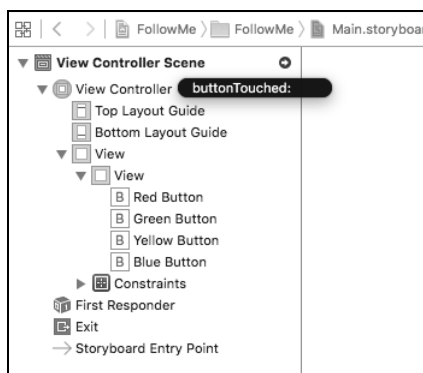 FollowMe FollowMe Main.storyboar
View Controller Scene
View Controller buttonTouched:
Top Layout Guide
Bottom Layout Guide
View
View
B Red Button
B Green Button
B Yellow Button
B Blue Button
Constraints
First Responder
Exit
Storyboard Entry Point